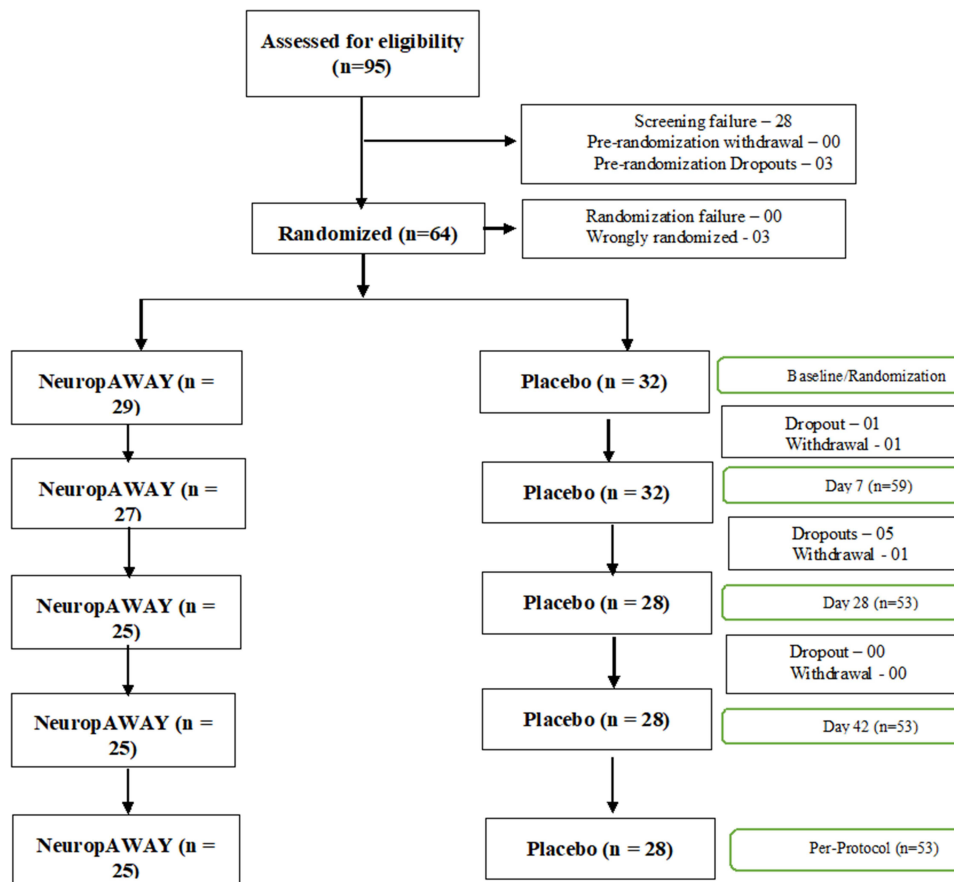 Assessed for eligibility
(n=95)
Screening failure – 28
Pre-randomization withdrawal – 00
Pre-randomization Dropouts – 03
Randomized (n=64)
Randomization failure – 00
Wrongly randomized - 03
NeuropAWAY (n =
29
Placebo (n = 32)
Baseline/Randomization
Dropout – 01
Withdrawal - 01
NeuropAWAY (n =
27
Placebo (n = 32)
Day 7 (n=59)
Dropouts – 05
Withdrawal - 01
NeuropAWAY (n =
25)
Placebo (n = 28)
Day 28 (n=53)
Dropout – 00
Withdrawal - 00
NeuropAWAY (n =
25)
Placebo (n = 28)
Day 42 (n=53)
NeuropAWAY (n =
25)
Placebo (n = 28)
Per-Protocol (n=53)